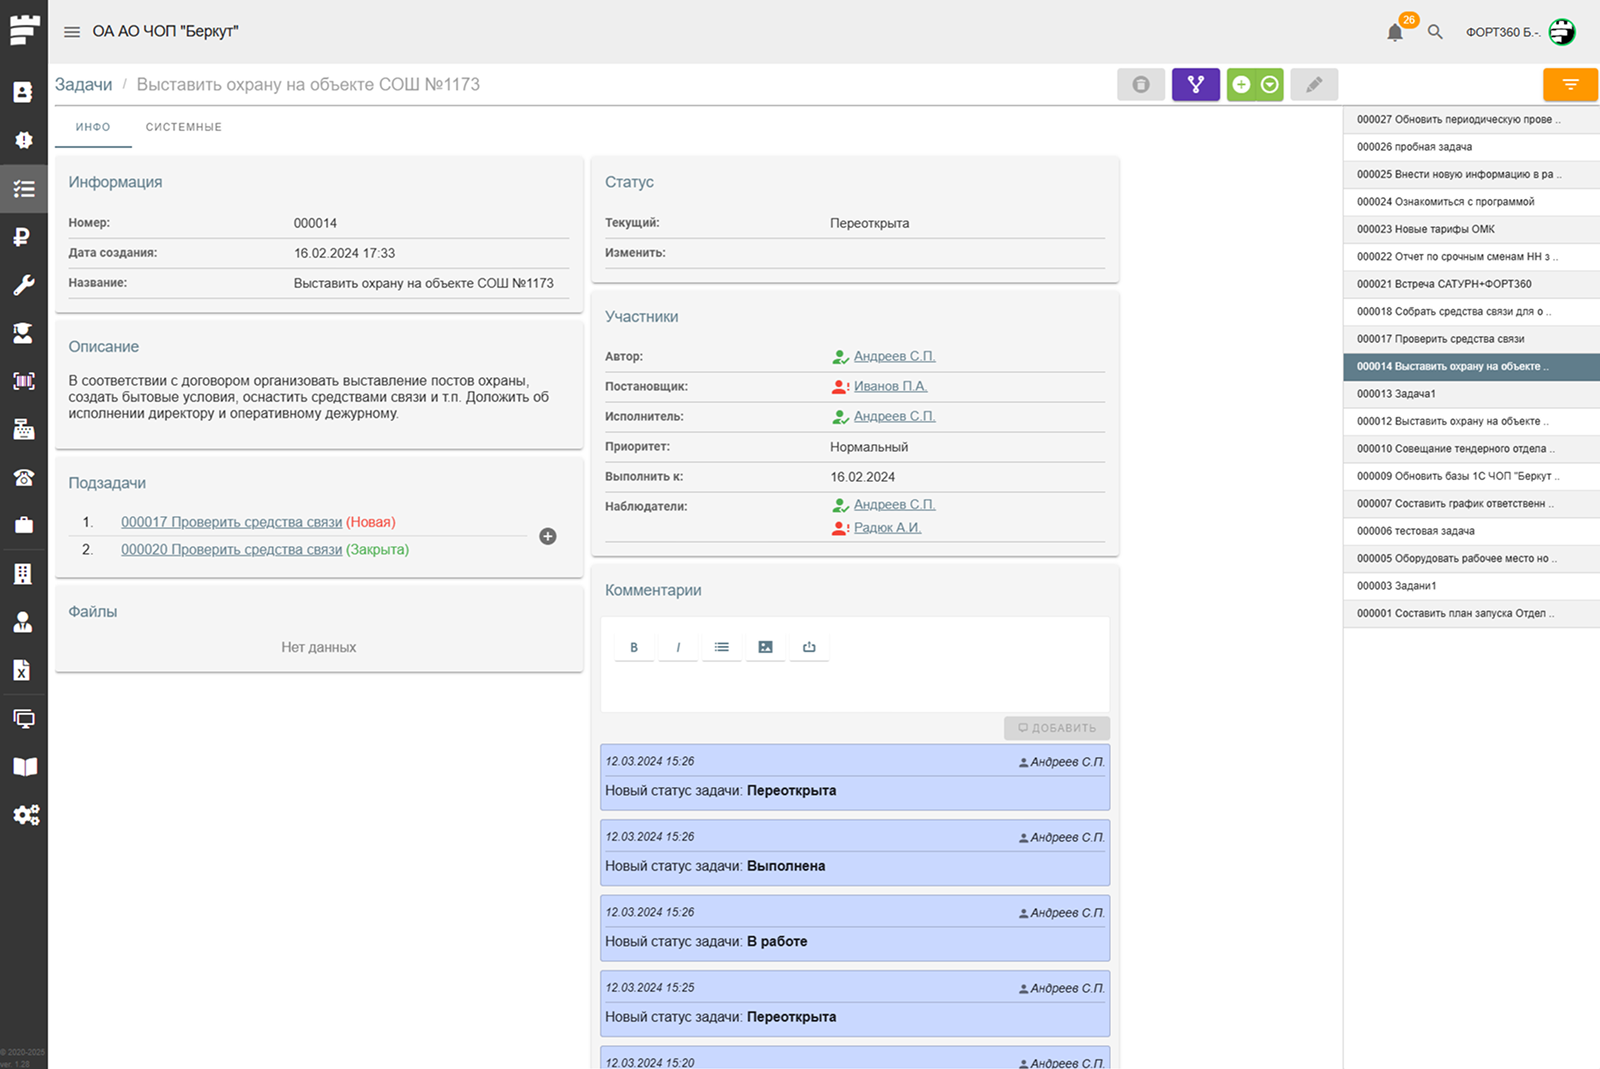 ОА АО ЧОП "Беркут"
26
ФОРТ360 Б.-.
Задачи / Выставить охрану на объекте СОШ №1173
ИНФО СИСТЕМНЫЕ
Информация
Номер: 000014
Дата создания: 16.02.2024 17:33
Название: Выставить охрану на объекте СОШ №1173
Описание
В соответствии с договором организовать выставление постов охраны,
создать бытовые условия, оснастить средствами связи и т.п. Доложить об
исполнении директору и оперативному дежурному.
Подзадачи
1. 000017 Проверить средства связи (Новая)
2. 000020 Проверить средства связи (Закрыта)
Файлы
Нет данных
Статус
Текущий: Переоткрыта
Изменить:
Участники
Автор: Андреев С.П.
Постановщик: Иванов П.А.
Исполнитель: Андреев С.П.
Приоритет: Нормальный
Выполнить к: 16.02.2024
Наблюдатели: Андреев С.П.
Радюк А.И.
Комментарии
B I
ДОБАВИТЬ
12.03.2024 15:26 Андреев С.П.
Новый статус задачи: Переоткрыта
12.03.2024 15:26 Андреев С.П.
Новый статус задачи: Выполнена
12.03.2024 15:26 Андреев С.П.
Новый статус задачи: В работе
12.03.2024 15:25 Андреев С.П.
Новый статус задачи: Переоткрыта
12.03.2024 15:20 Андреев С.П.
000027 Обновить периодическую прове ..
000026 пробная задача
000025 Внести новую информацию в ра ..
000024 Ознакомиться с программой
000023 Новые тарифы ОМК
000022 Отчет по срочным сменам НН з ..
000021 Встреча САТУРН+ФОРТ360
000018 Собрать средства связи для о ..
000017 Проверить средства связи
000014 Выставить охрану на объекте ..
000013 Задача1
000012 Выставить охрану на объекте ..
000010 Совещание тендерного отдела ..
000009 Обновить базы 1С ЧОП "Беркут ..
000007 Составить график ответственн ..
000006 тестовая задача
000005 Оборудовать рабочее место но ..
000003 Задани1
000001 Составить план запуска Отдел ..
© 2020-2025
ver. 1.28